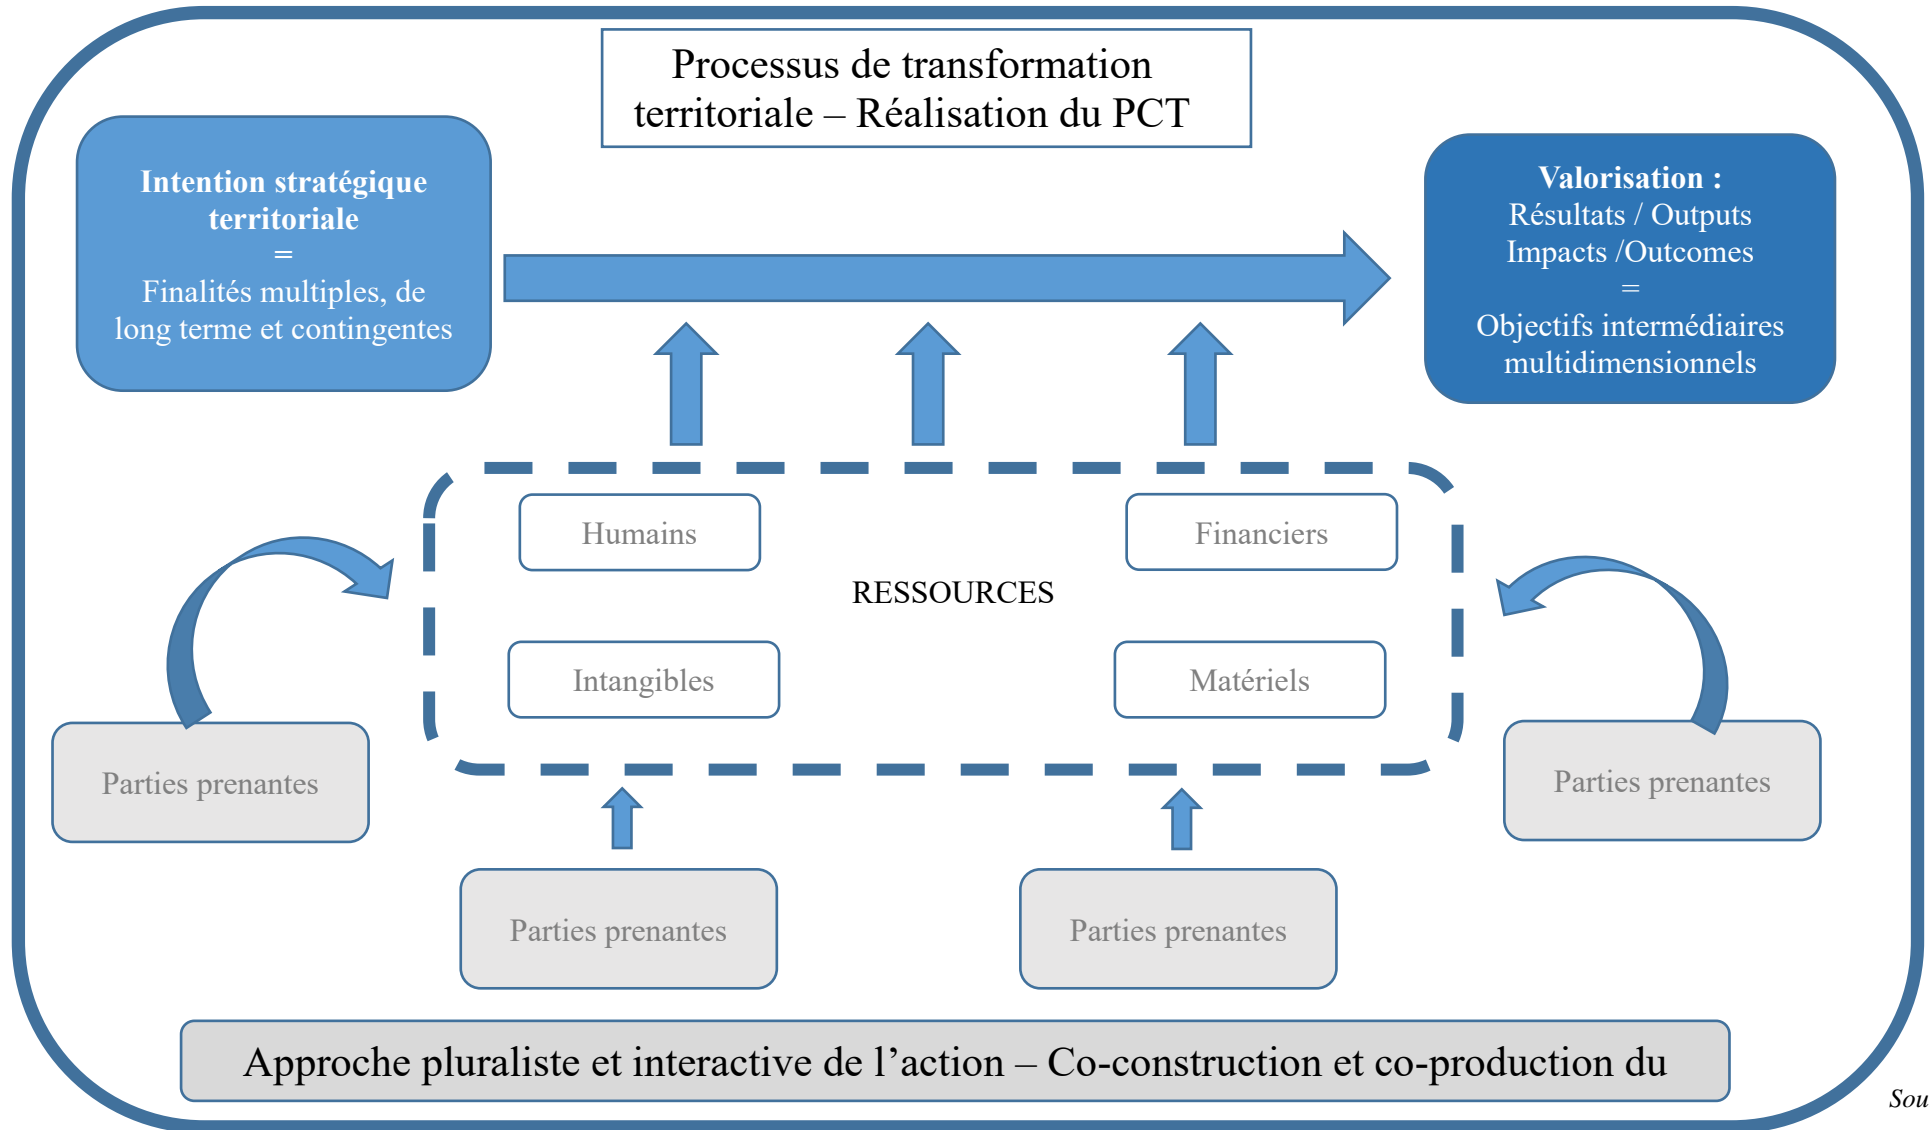 Processus de transformation
territoriale – Réalisation du PCT
Intention stratégique
territoriale
=
Finalités multiples, de
long terme et contingentes
Valorisation :
Résultats / Outputs
Impacts /Outcomes
=
Objectifs intermédiaires
multidimensionnels
Humains
Financiers
RESSOURCES
Intangibles
Matériels
Parties prenantes
Parties prenantes
Parties prenantes
Parties prenantes
Approche pluraliste et interactive de l’action – Co-construction et co-production du
Sou